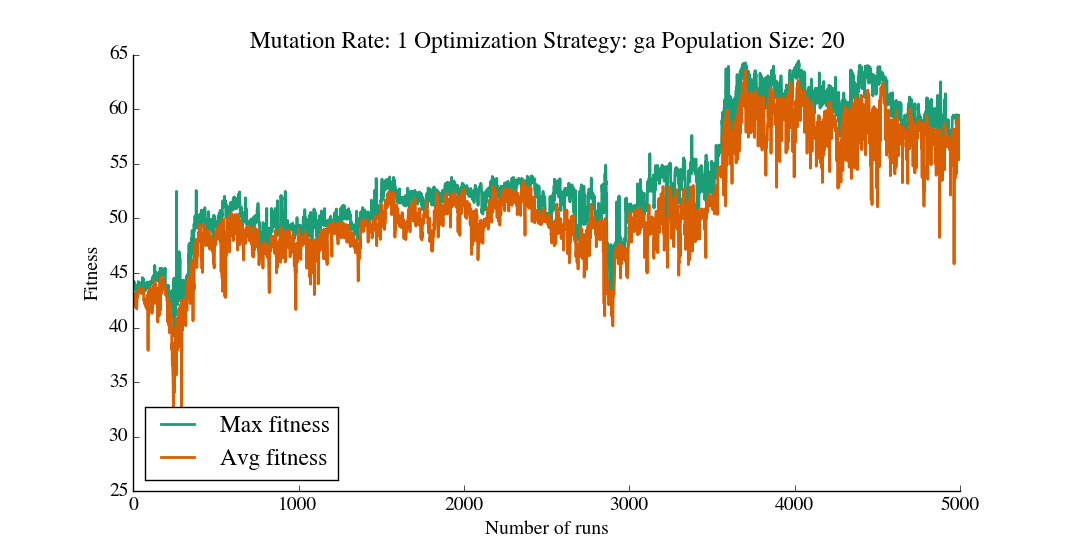 Mutation Rate: 1 Optimization Strategy: ga Population Size: 20
65
60
55
50
45
40
35
30
25
Fitness
Max fitness
Avg fitness
0 1000 2000 3000 4000 5000
Number of runs